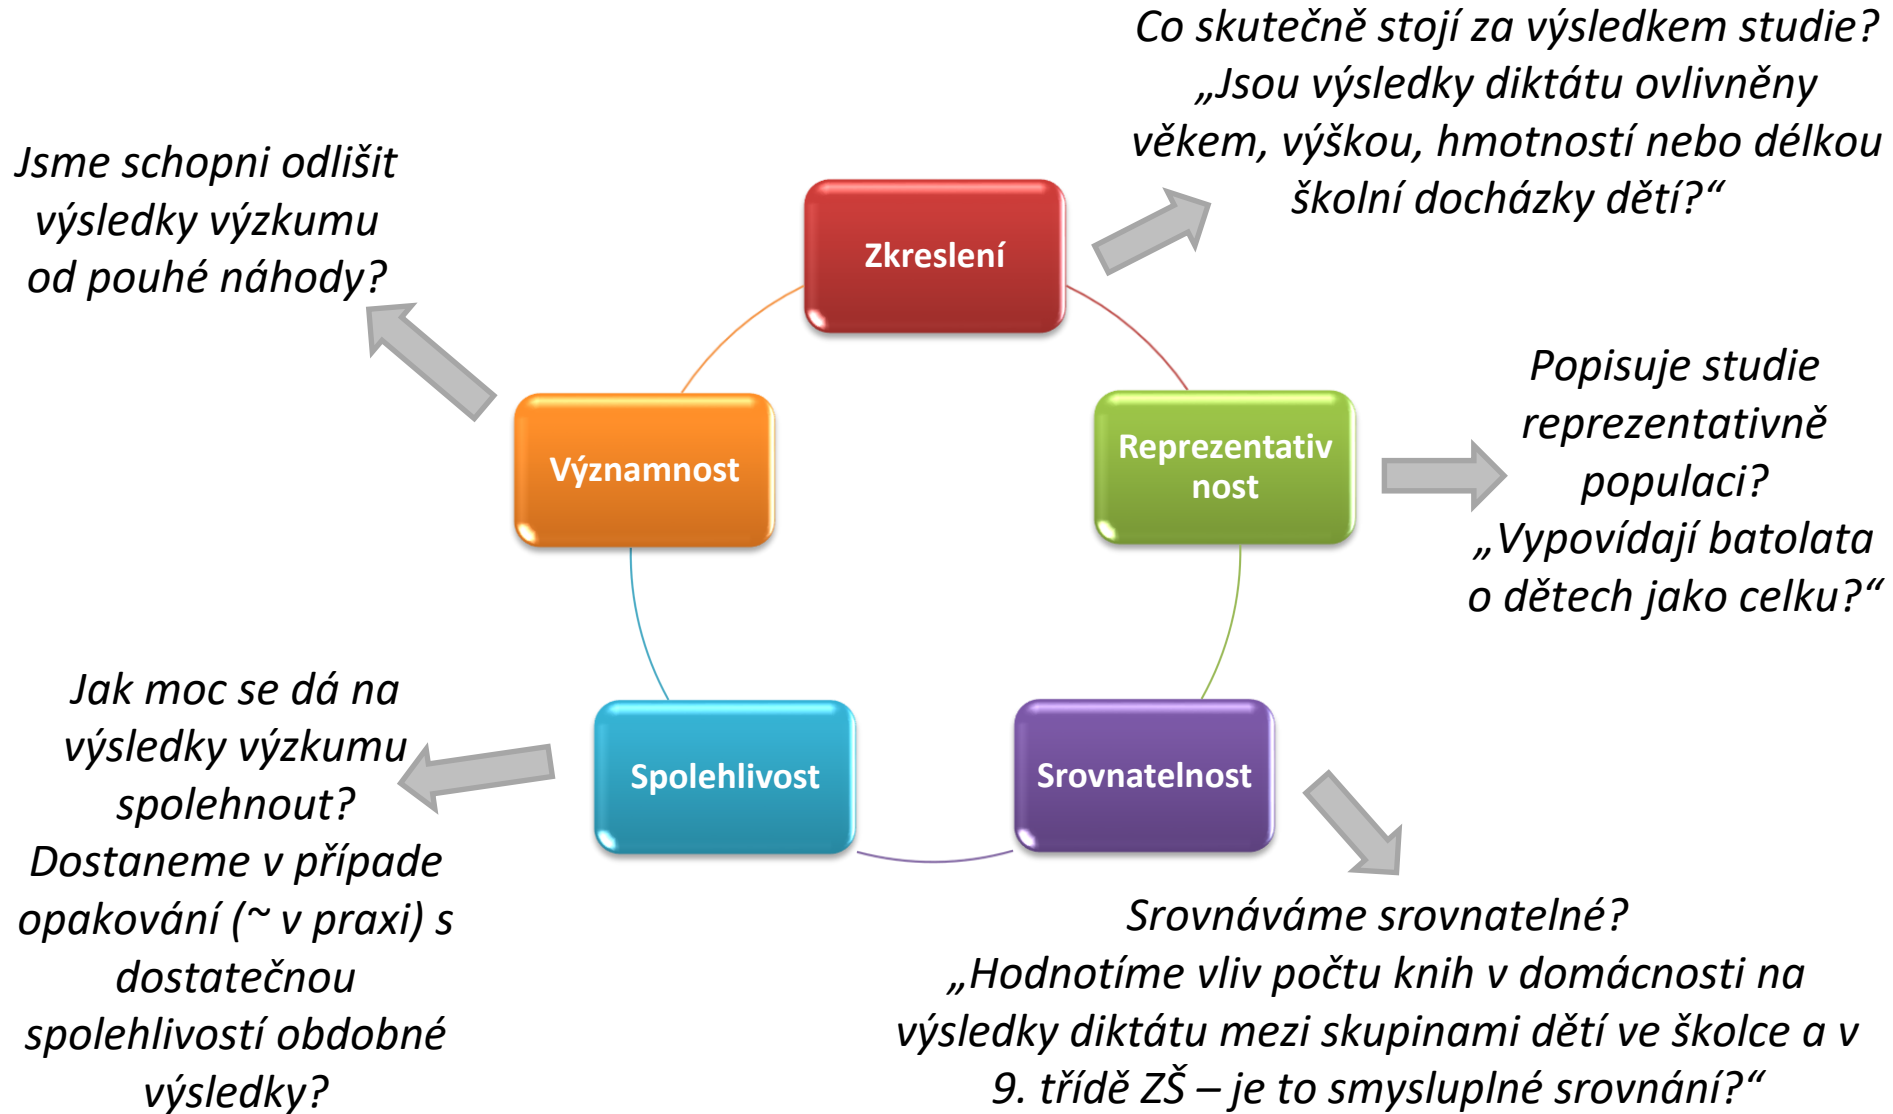 Co skutečně stojí za výsledkem studie?
„Jsou výsledky diktátu ovlivněny
věkem, výškou, hmotností nebo délkou
školní docházky dětí?“
Jsme schopni odlišit
výsledky výzkumu
od pouhé náhody?
Zkreslení
Popisuje studie
reprezentativně
populaci?
„Vypovídají batolata
o dětech jako celku?“
Reprezentativ
nost
Významnost
Jak moc se dá na
výsledky výzkumu
spolehnout?
Dostaneme v případe
opakování (~ v praxi) s
dostatečnou
spolehlivostí obdobné
výsledky?
Spolehlivost
Srovnatelnost
Srovnáváme srovnatelné?
„Hodnotíme vliv počtu knih v domácnosti na
výsledky diktátu mezi skupinami dětí ve školce a v
9. třídě ZŠ – je to smysluplné srovnání?“